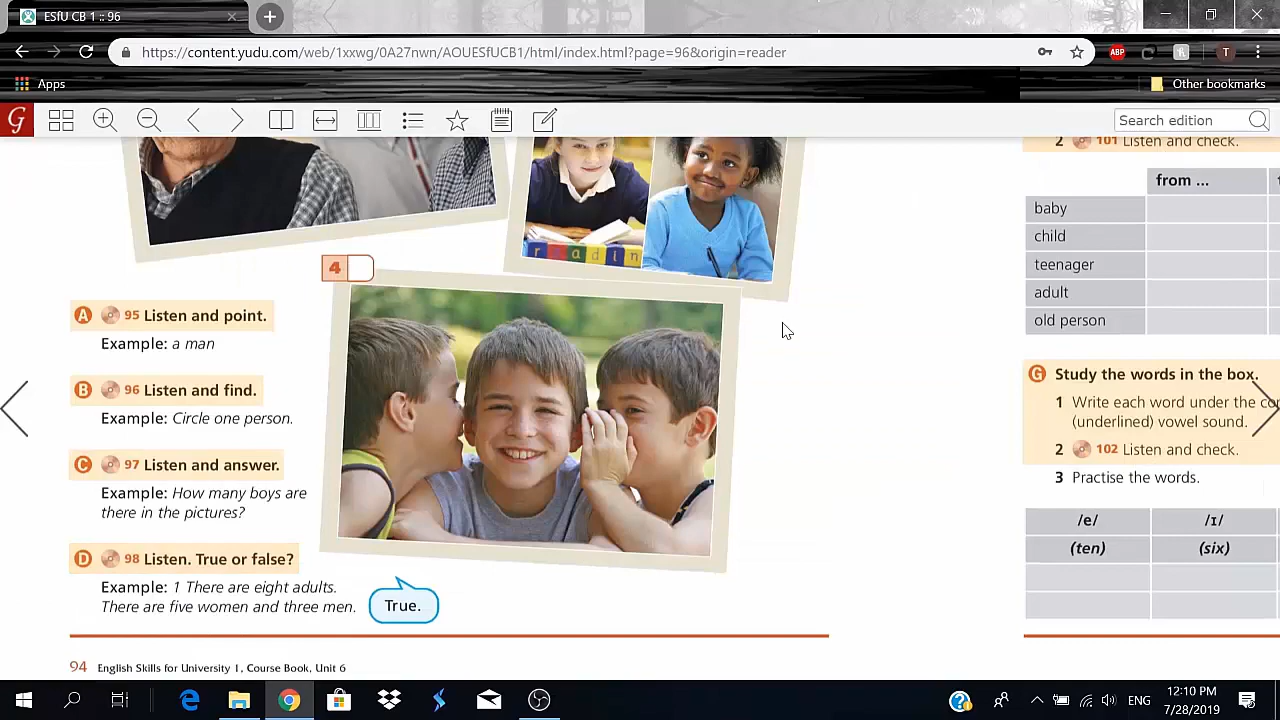 ESfU CB 1 :: 96
https://content.yudu.com/web/1xxwg/0A27nwn/AOUESfUCB1/html/index.html?page=96&origin=reader
ABP
T
Apps
Other bookmarks
G
Search edition
r e a d i n
4
A 95 Listen and point.
Example: a man
B 96 Listen and find.
Example: Circle one person.
C 97 Listen and answer.
Example: How many boys are
there in the pictures?
D 98 Listen. True or false?
Example: 1 There are eight adults.
There are five women and three men.
True.
94 English Skills for University 1, Course Book, Unit 6
2 101 Listen and check.
from ...
baby
child
teenager
adult
old person
G Study the words in the box.
1 Write each word under the
(underlined) vowel sound.
2 102 Listen and check.
3 Practise the words.
/e/ /ɪ/
(ten) (six)
ENG
12:10 PM
7/28/2019